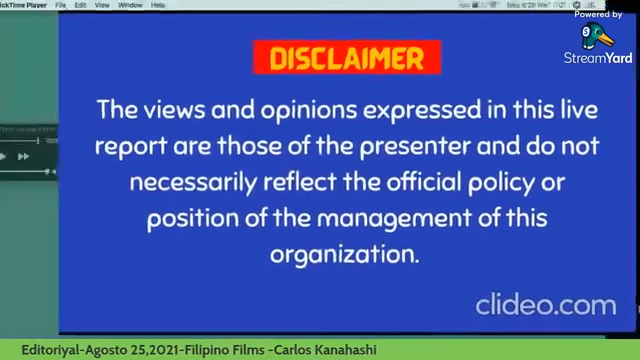 Time Player File Edit View Window Help
Powered by
StreamYard
DISCLAIMER
The views and opinions expressed in this live
report are those of the presenter and do not
necessarily reflect the official policy or
position of the management of this
organization.
clideo.com
Editoriyal-Agosto 25,2021-Filipino Films -Carlos Kanahashi